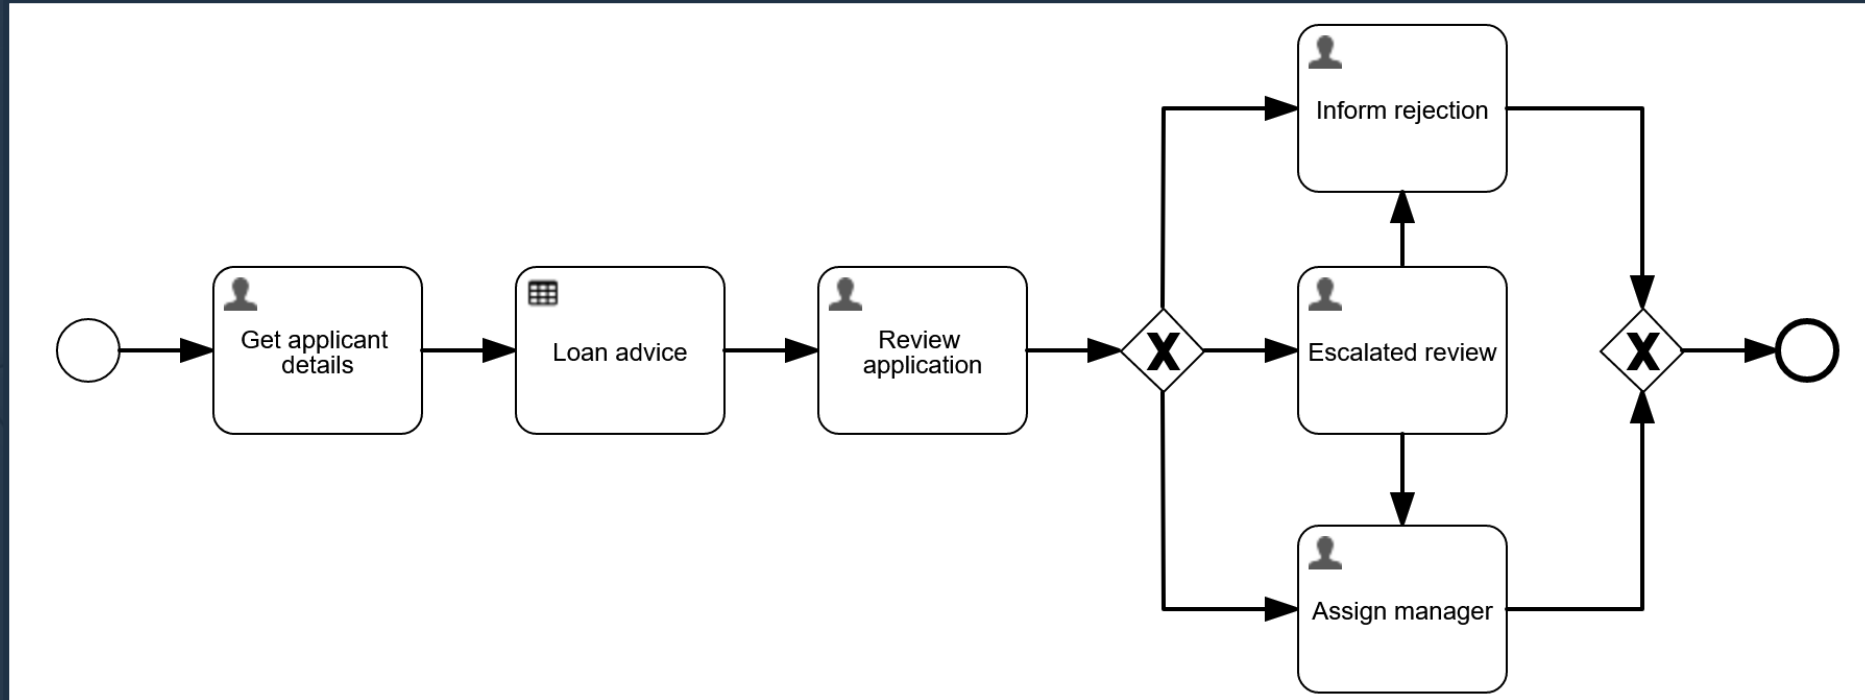 Inform rejection
Get applicant
details
Loan advice
Review
application
X
Escalated review
X
Assign manager